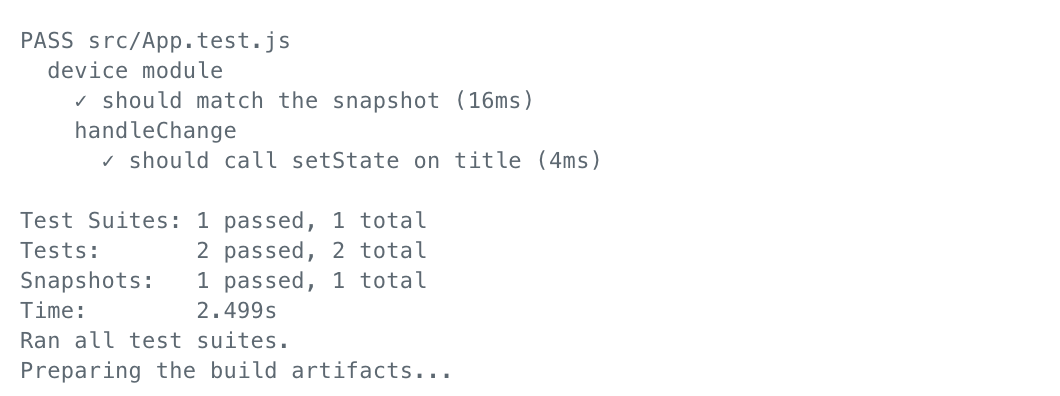 PASS src/App.test.js
device module
✓ should match the snapshot (16ms)
handleChange
✓ should call setState on title (4ms)
Test Suites: 1 passed, 1 total
Tests: 2 passed, 2 total
Snapshots: 1 passed, 1 total
Time: 2.499s
Ran all test suites.
Preparing the build artifacts...